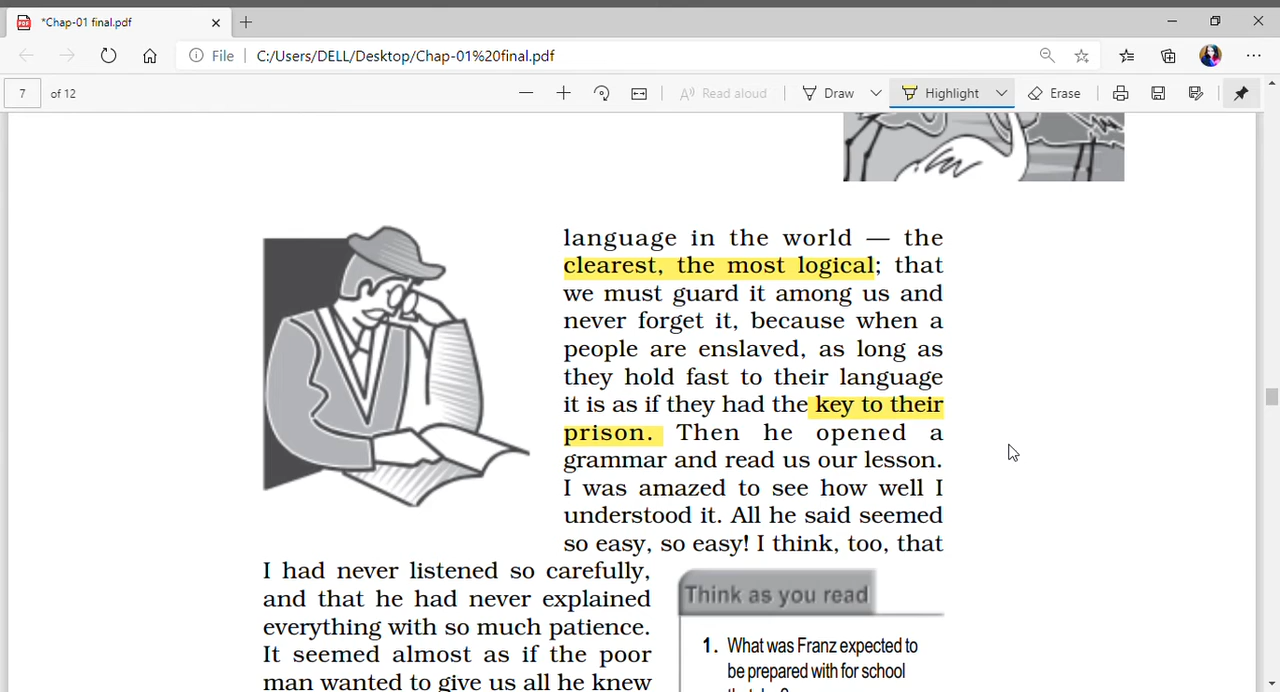 *Chap-01 final.pdf
File
C:/Users/DELL/Desktop/Chap-01%20final.pdf
7 of 12
Read aloud
Draw
Highlight
Erase
language in the world — the
clearest, the most logical; that
we must guard it among us and
never forget it, because when a
people are enslaved, as long as
they hold fast to their language
it is as if they had the key to their
prison. Then he opened a
grammar and read us our lesson.
I was amazed to see how well I
understood it. All he said seemed
so easy, so easy! I think, too, that
I had never listened so carefully,
and that he had never explained
everything with so much patience.
It seemed almost as if the poor
man wanted to give us all he knew
Think as you read
1. What was Franz expected to
be prepared with for school